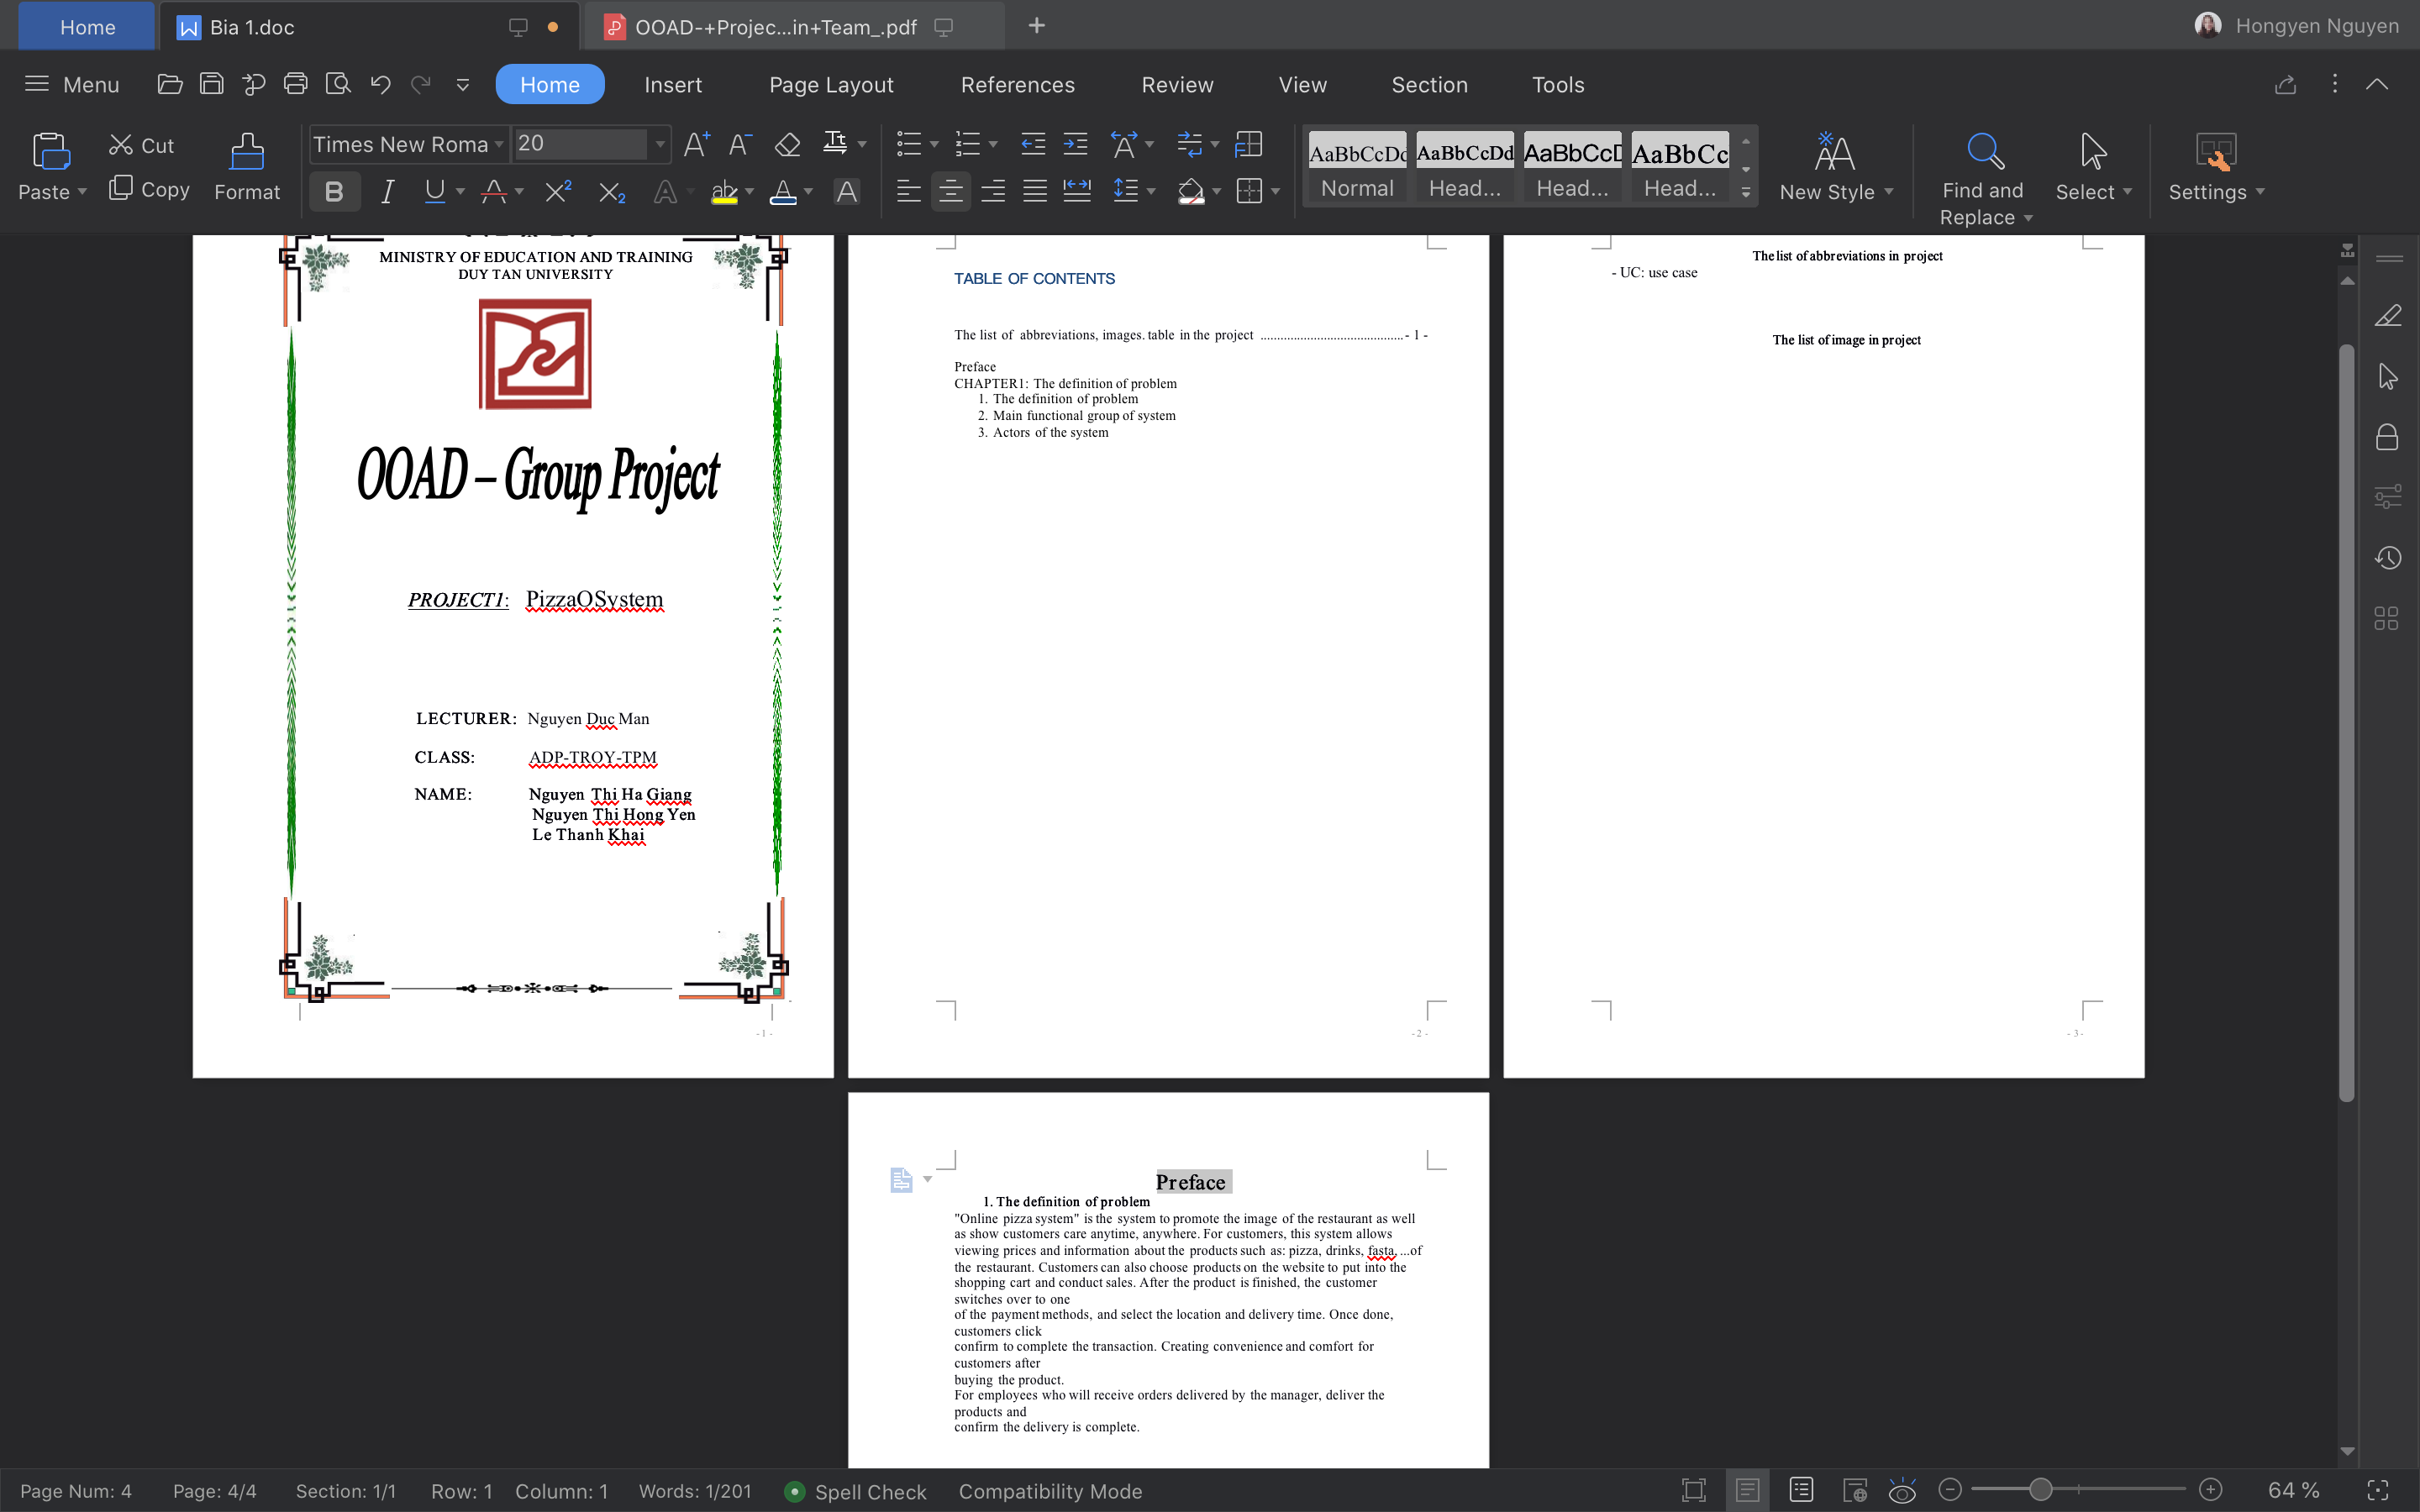 Home
Bia 1.doc
OOAD-+Projec...in+Team_.pdf
Hongyen Nguyen
Menu
Home
Insert
Page Layout
References
Review
View
Section
Tools
Paste
Cut
Copy
Format
Times New Roma
20
AaBbCcDd
Normal
AaBbCcDd
Head...
AaBbCcD
Head...
AaBbCc
Head...
New Style
Find and
Replace
Select
Settings
MINISTRY OF EDUCATION AND TRAINING
DUY TAN UNIVERSITY
OOAD – Group Project
PROJECT1: PizzaOSystem
LECTURER: Nguyen Duc Man
CLASS: ADP-TROY-TPM
NAME: Nguyen Thi Ha Giang
Nguyen Thi Hong Yen
Le Thanh Khai
- 1 -
TABLE OF CONTENTS
The list of abbreviations, images. table in the project ...........................................- 1 -
Preface
CHAPTER1: The definition of problem
1. The definition of problem
2. Main functional group of system
3. Actors of the system
- 2 -
The list of abbreviations in project
- UC: use case
The list of image in project
- 3 -
Preface
1. The definition of problem
"Online pizza system" is the system to promote the image of the restaurant as well
as show customers care anytime, anywhere. For customers, this system allows
viewing prices and information about the products such as: pizza, drinks, fasta, ...of
the restaurant. Customers can also choose products on the website to put into the
shopping cart and conduct sales. After the product is finished, the customer
switches over to one
of the payment methods, and select the location and delivery time. Once done,
customers click
confirm to complete the transaction. Creating convenience and comfort for
customers after
buying the product.
For employees who will receive orders delivered by the manager, deliver the
products and
confirm the delivery is complete.
Page Num: 4
Page: 4/4
Section: 1/1
Row: 1
Column: 1
Words: 1/201
Spell Check
Compatibility Mode
64 %